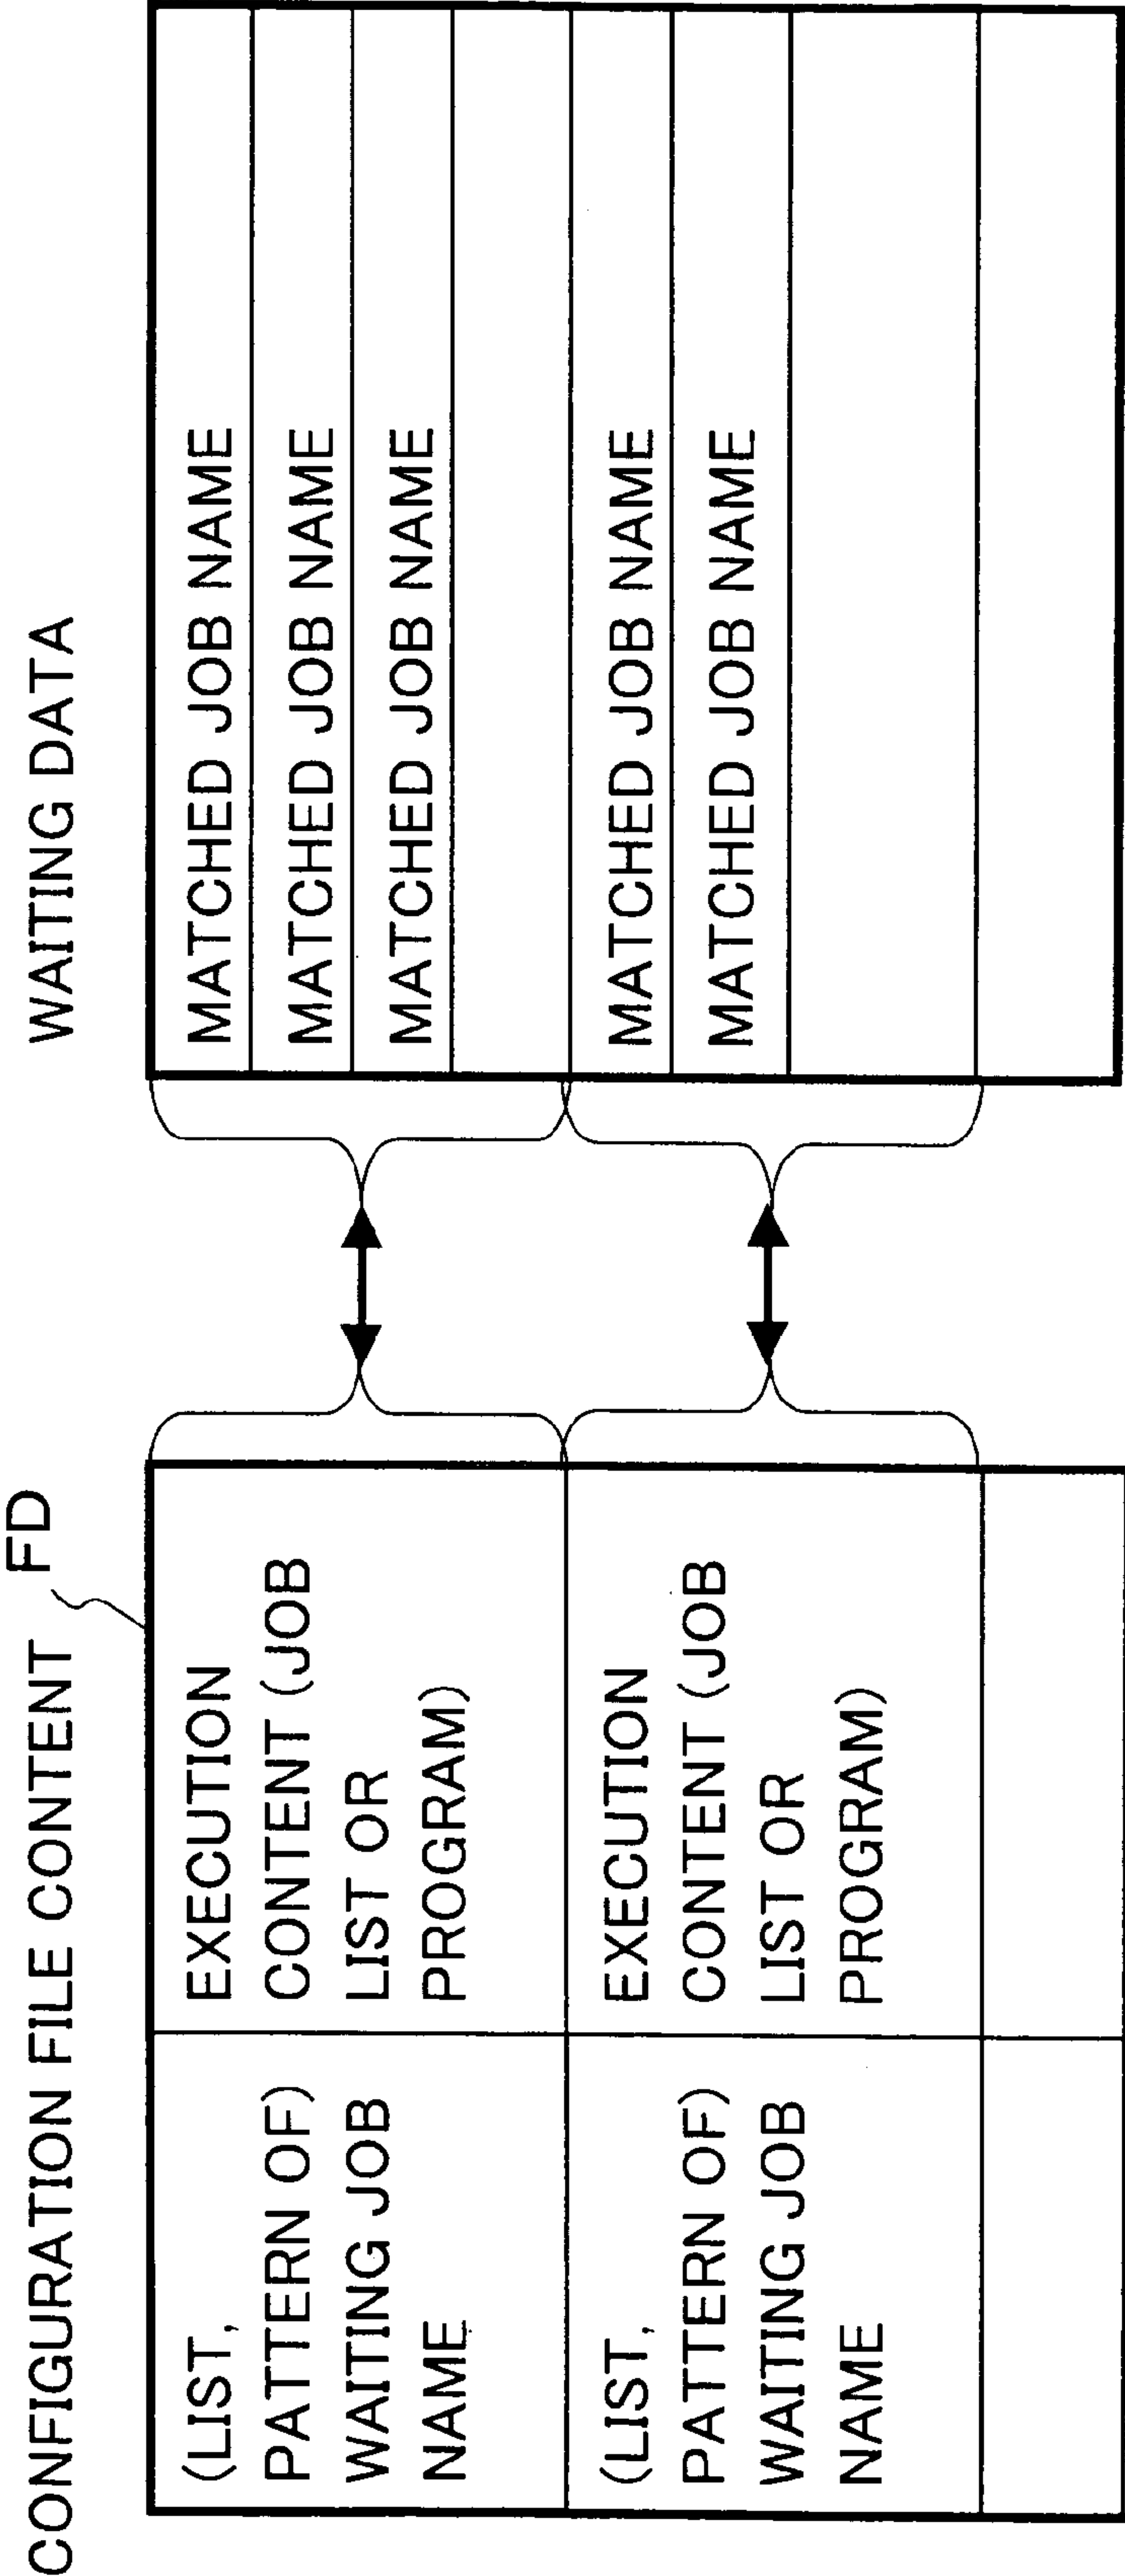 CONFIGURATION FILE CONTENT
FD
(LIST,
PATTERN OF)
WAITING JOB
NAME
EXECUTION
CONTENT (JOB
LIST OR
PROGRAM)
(LIST,
PATTERN OF)
WAITING JOB
NAME
EXECUTION
CONTENT (JOB
LIST OR
PROGRAM)
WAITING DATA
MATCHED JOB NAME
MATCHED JOB NAME
MATCHED JOB NAME
MATCHED JOB NAME
MATCHED JOB NAME